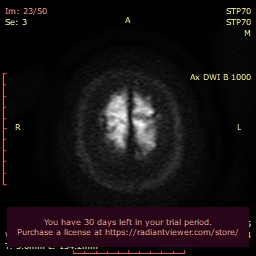 Im: 23/50
Se: 3
A
STP70
STP70
M
Ax DWI B 1000
R
L
You have 30 days left in your trial period.
Purchase a license at https://radiantviewer.com/store/